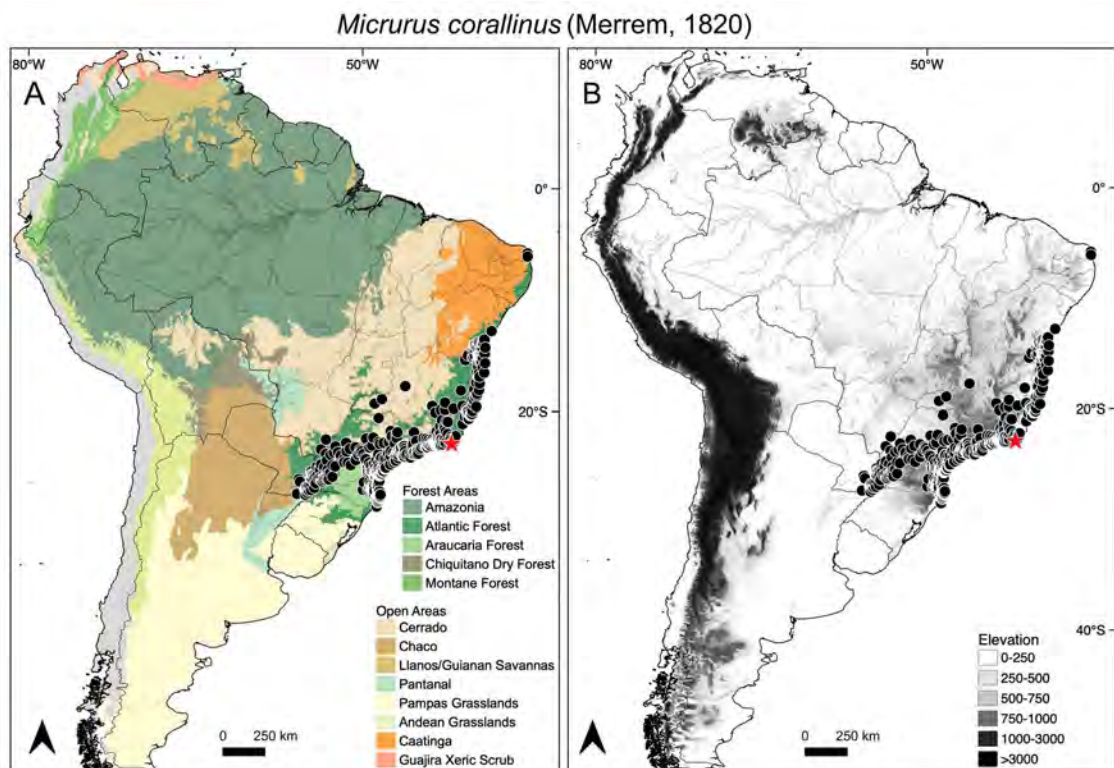 Micrurus corallinus (Merrem, 1820)
80°W
50°W
A
0°
20°S
Forest Areas
Amazonia
Atlantic Forest
Araucaria Forest
Chiquitano Dry Forest
Montane Forest
Open Areas
Cerrado
Chaco
Llanos/Guianan Savannas
Pantanal
Pampas Grasslands
Andean Grasslands
Caatinga
Guajira Xeric Scrub
0 250 km
80°W
50°W
B
0°
20°S
40°S
Elevation
0-250
250-500
500-750
750-1000
1000-3000
>3000
0 250 km